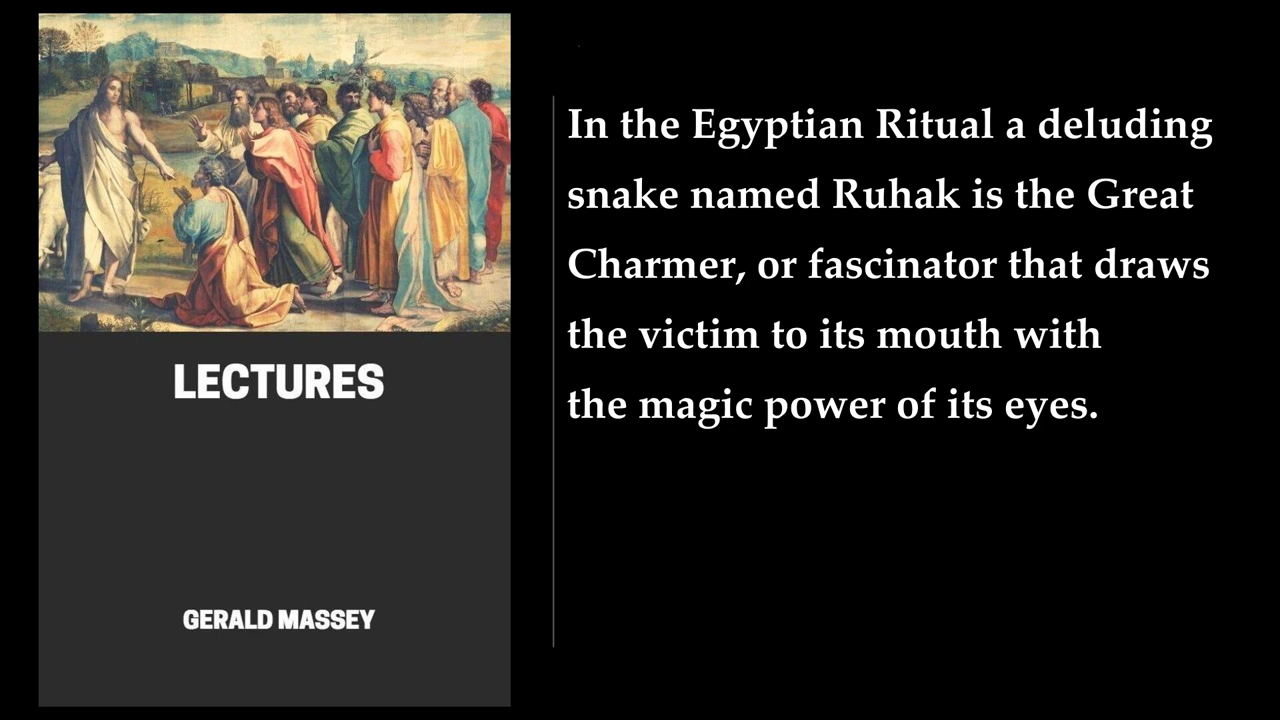 LECTURES
GERALD MASSEY
In the Egyptian Ritual a deluding
snake named Ruhak is the Great
Charmer, or fascinator that draws
the victim to its mouth with
the magic power of its eyes.